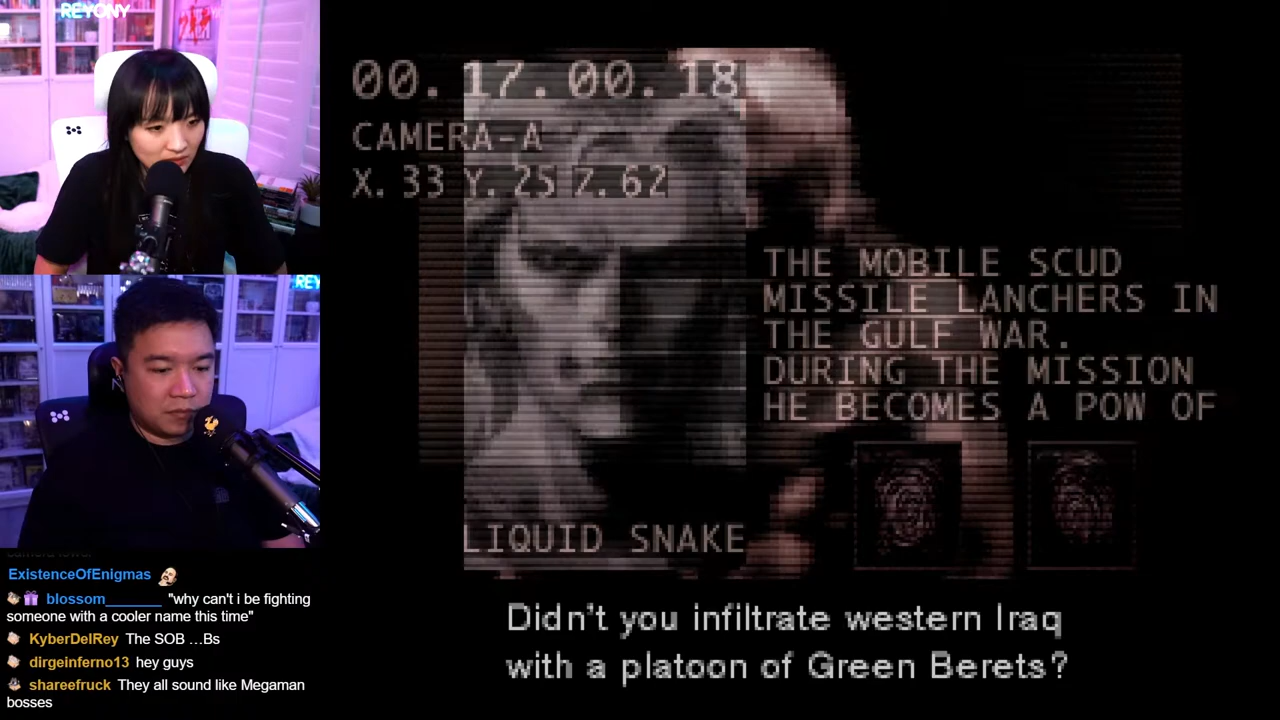 REYONY
REY
ExistenceOfEnigmas
blossom______ "why can't i be fighting
someone with a cooler name this time"
KyberDelRey The SOB …Bs
dirgeinferno13 hey guys
shareefruck They all sound like Megaman
bosses
00.17.00.18
CAMERA-A
X.33 Y.25 Z.62
THE MOBILE SCUD
MISSILE LANCHERS IN
THE GULF WAR.
DURING THE MISSION
HE BECOMES A POW OF
LIQUID SNAKE
Didn't you infiltrate western Iraq
with a platoon of Green Berets?